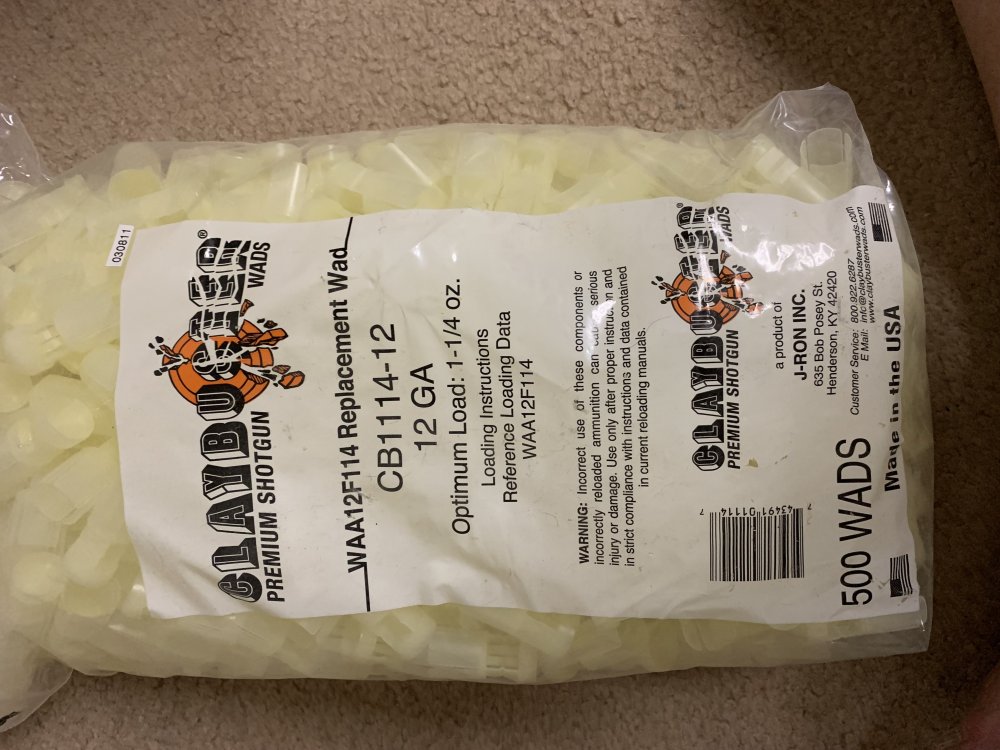 030811
CLAYBUSTER®
WADS
PREMIUM SHOTGUN
WAA12F114 Replacement Wad
CB1114-12
12 GA
Optimum Load: 1-1/4 oz.
Loading Instructions
Reference Loading Data
WAA12F114
WARNING: Incorrect use of these components or
incorrectly reloaded ammunition can serious
injury or damage. Use only after proper and
in strict compliance with instructions and data contained
in current reloading manuals.
CLAYBUSTER®
WADS
PREMIUM SHOTGUN
a product of
J-RON INC.
635 Bob Posey St.
Henderson, KY 42420
Customer Service: 800.922.6287
E Mail: info@claybusterwads.com
www.claybusterwads.com
7 43491 01114 7
500 WADS
Made in the USA